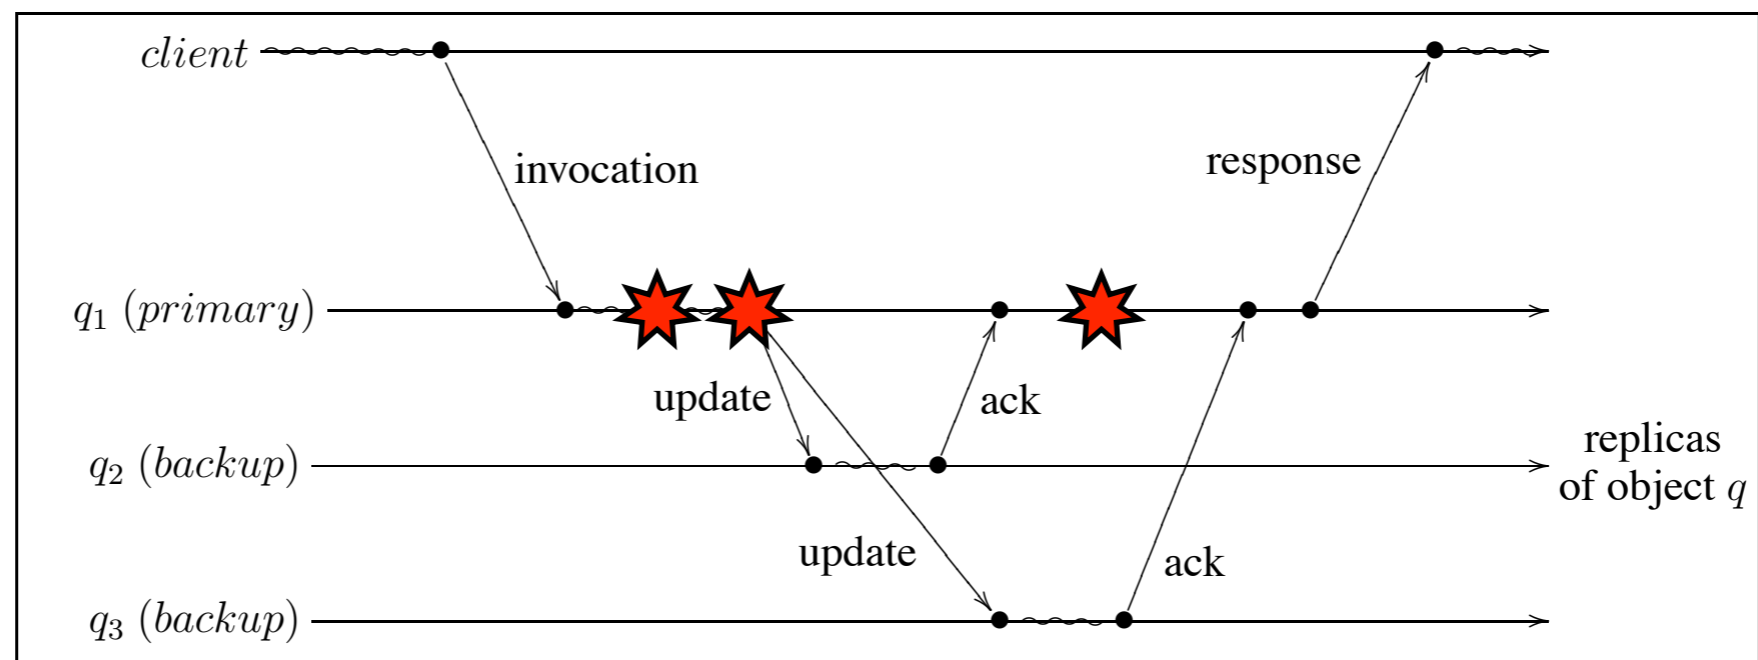 client
invocation
response
q₁ (primary)
update
ack
q₂ (backup)
replicas
of object q
update
ack
q₃ (backup)